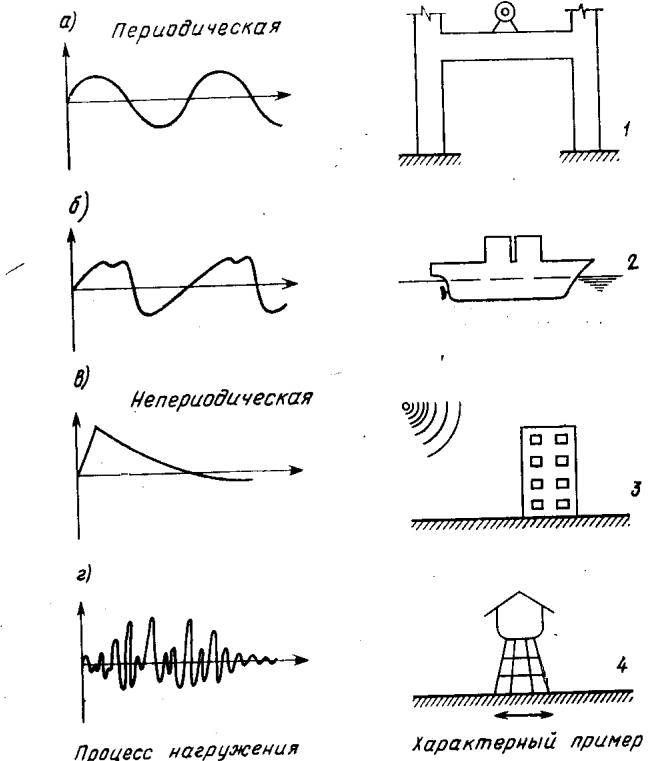 а) Периодическая
1
б)
2
в) Непериодическая
3
г)
4
Процесс нагружения
Характерный пример